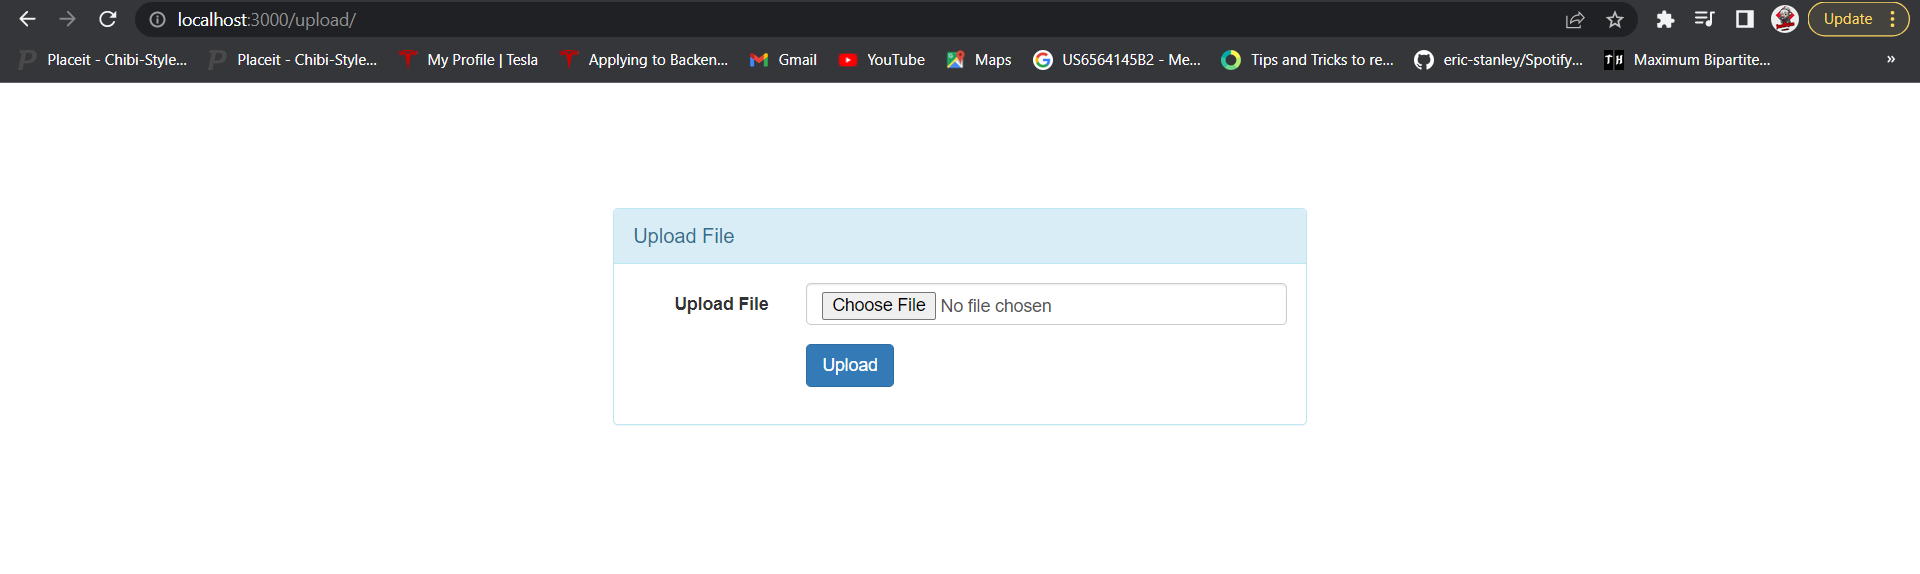 localhost:3000/upload/
Update
Placeit - Chibi-Style... Placeit - Chibi-Style... My Profile | Tesla Applying to Backen... Gmail YouTube Maps US6564145B2 - Me... Tips and Tricks to re... eric-stanley/Spotify... TH Maximum Bipartite... »
Upload File
Upload File Choose File No file chosen
Upload